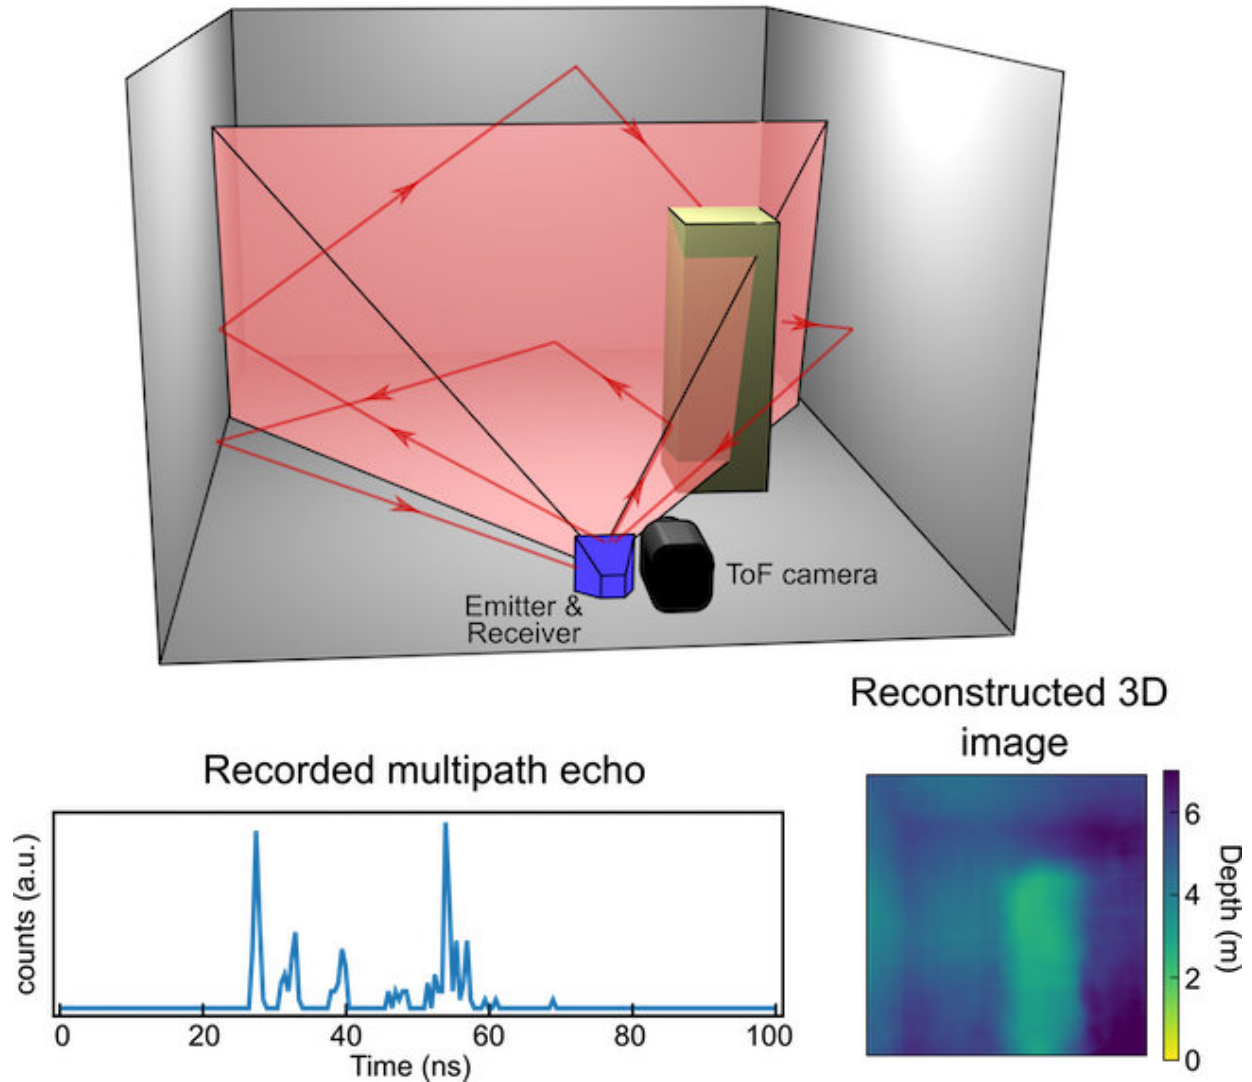 ToF camera
Emitter &
Receiver
Reconstructed 3D
image
Recorded multipath echo
counts (a.u.)
0 20 40 60 80 100
Time (ns)
6
4
2
0
Depth (m)